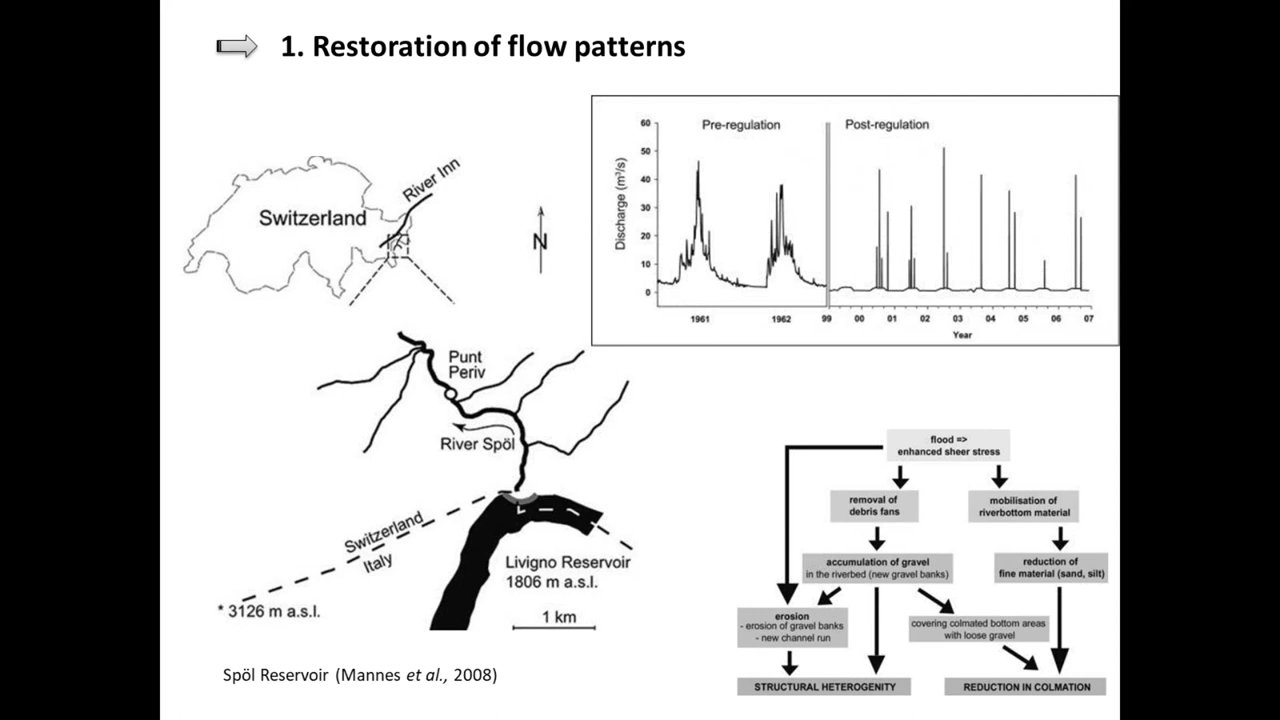 1. Restoration of flow patterns
River Inn
Switzerland
N
Punt
Periv
River Spöl
Switzerland
Italy
Livigno Reservoir
1806 m a.s.l.
* 3126 m a.s.l.
1 km
Spöl Reservoir (Mannes et al., 2008)
Pre-regulation
Post-regulation
Discharge (m³/s)
60
50
40
30
20
10
0
1961 1962 99 00 01 02 03 04 05 06 07
Year
flood =>
enhanced sheer stress
removal of
debris fans
mobilisation of
riverbottom material
accumulation of gravel
in the riverbed (new gravel banks)
reduction of
fine material (sand, silt)
erosion
- erosion of gravel banks
- new channel run
covering colmated bottom areas
with loose gravel
STRUCTURAL HETEROGENITY
REDUCTION IN COLMATION